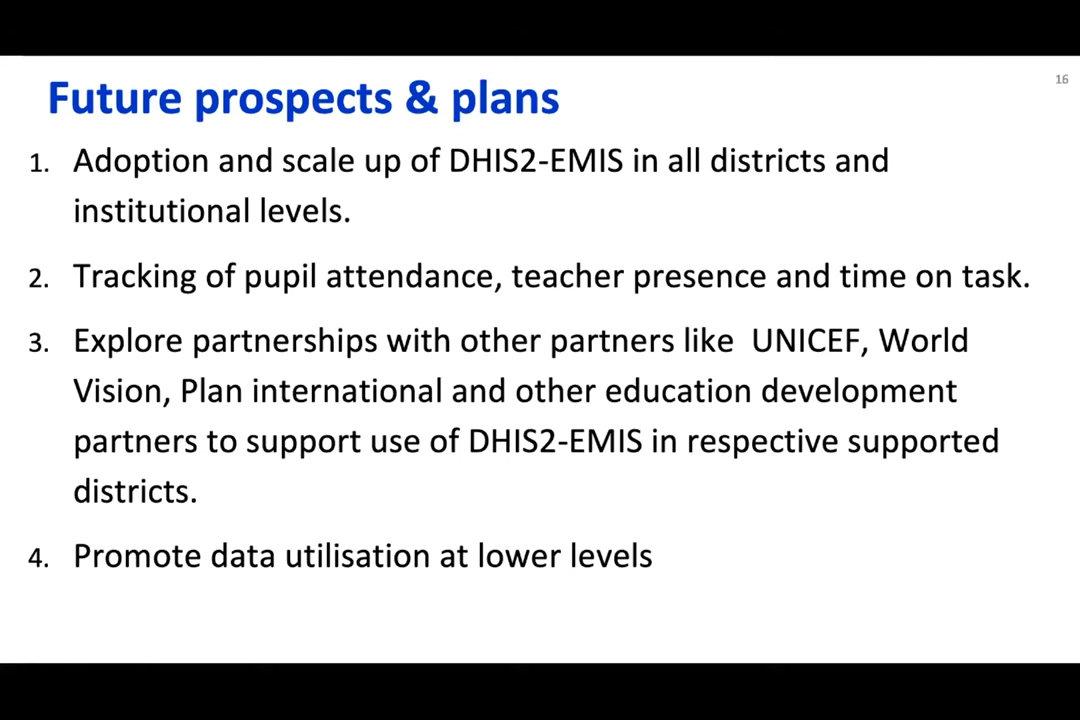 16
Future prospects & plans
1. Adoption and scale up of DHIS2-EMIS in all districts and
institutional levels.
2. Tracking of pupil attendance, teacher presence and time on task.
3. Explore partnerships with other partners like  UNICEF, World
Vision, Plan international and other education development
partners to support use of DHIS2-EMIS in respective supported
districts.
4. Promote data utilisation at lower levels